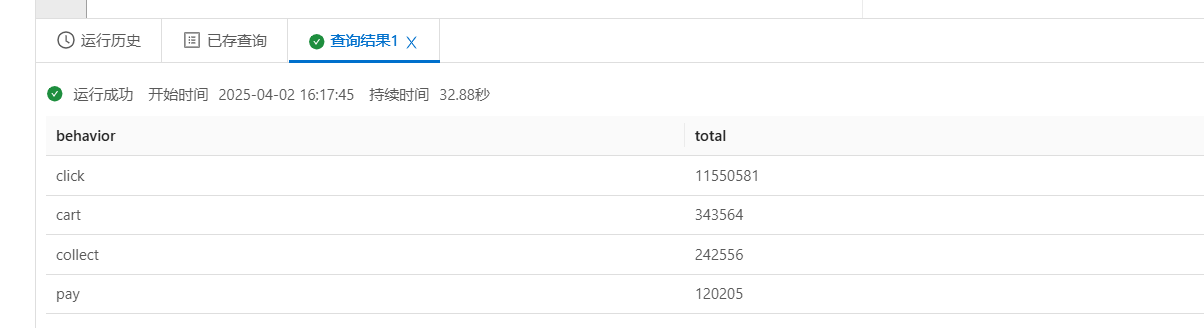 运行历史 已存查询 查询结果1 X
运行成功 开始时间 2025-04-02 16:17:45 持续时间 32.88秒
behavior total
click 11550581
cart 343564
collect 242556
pay 120205